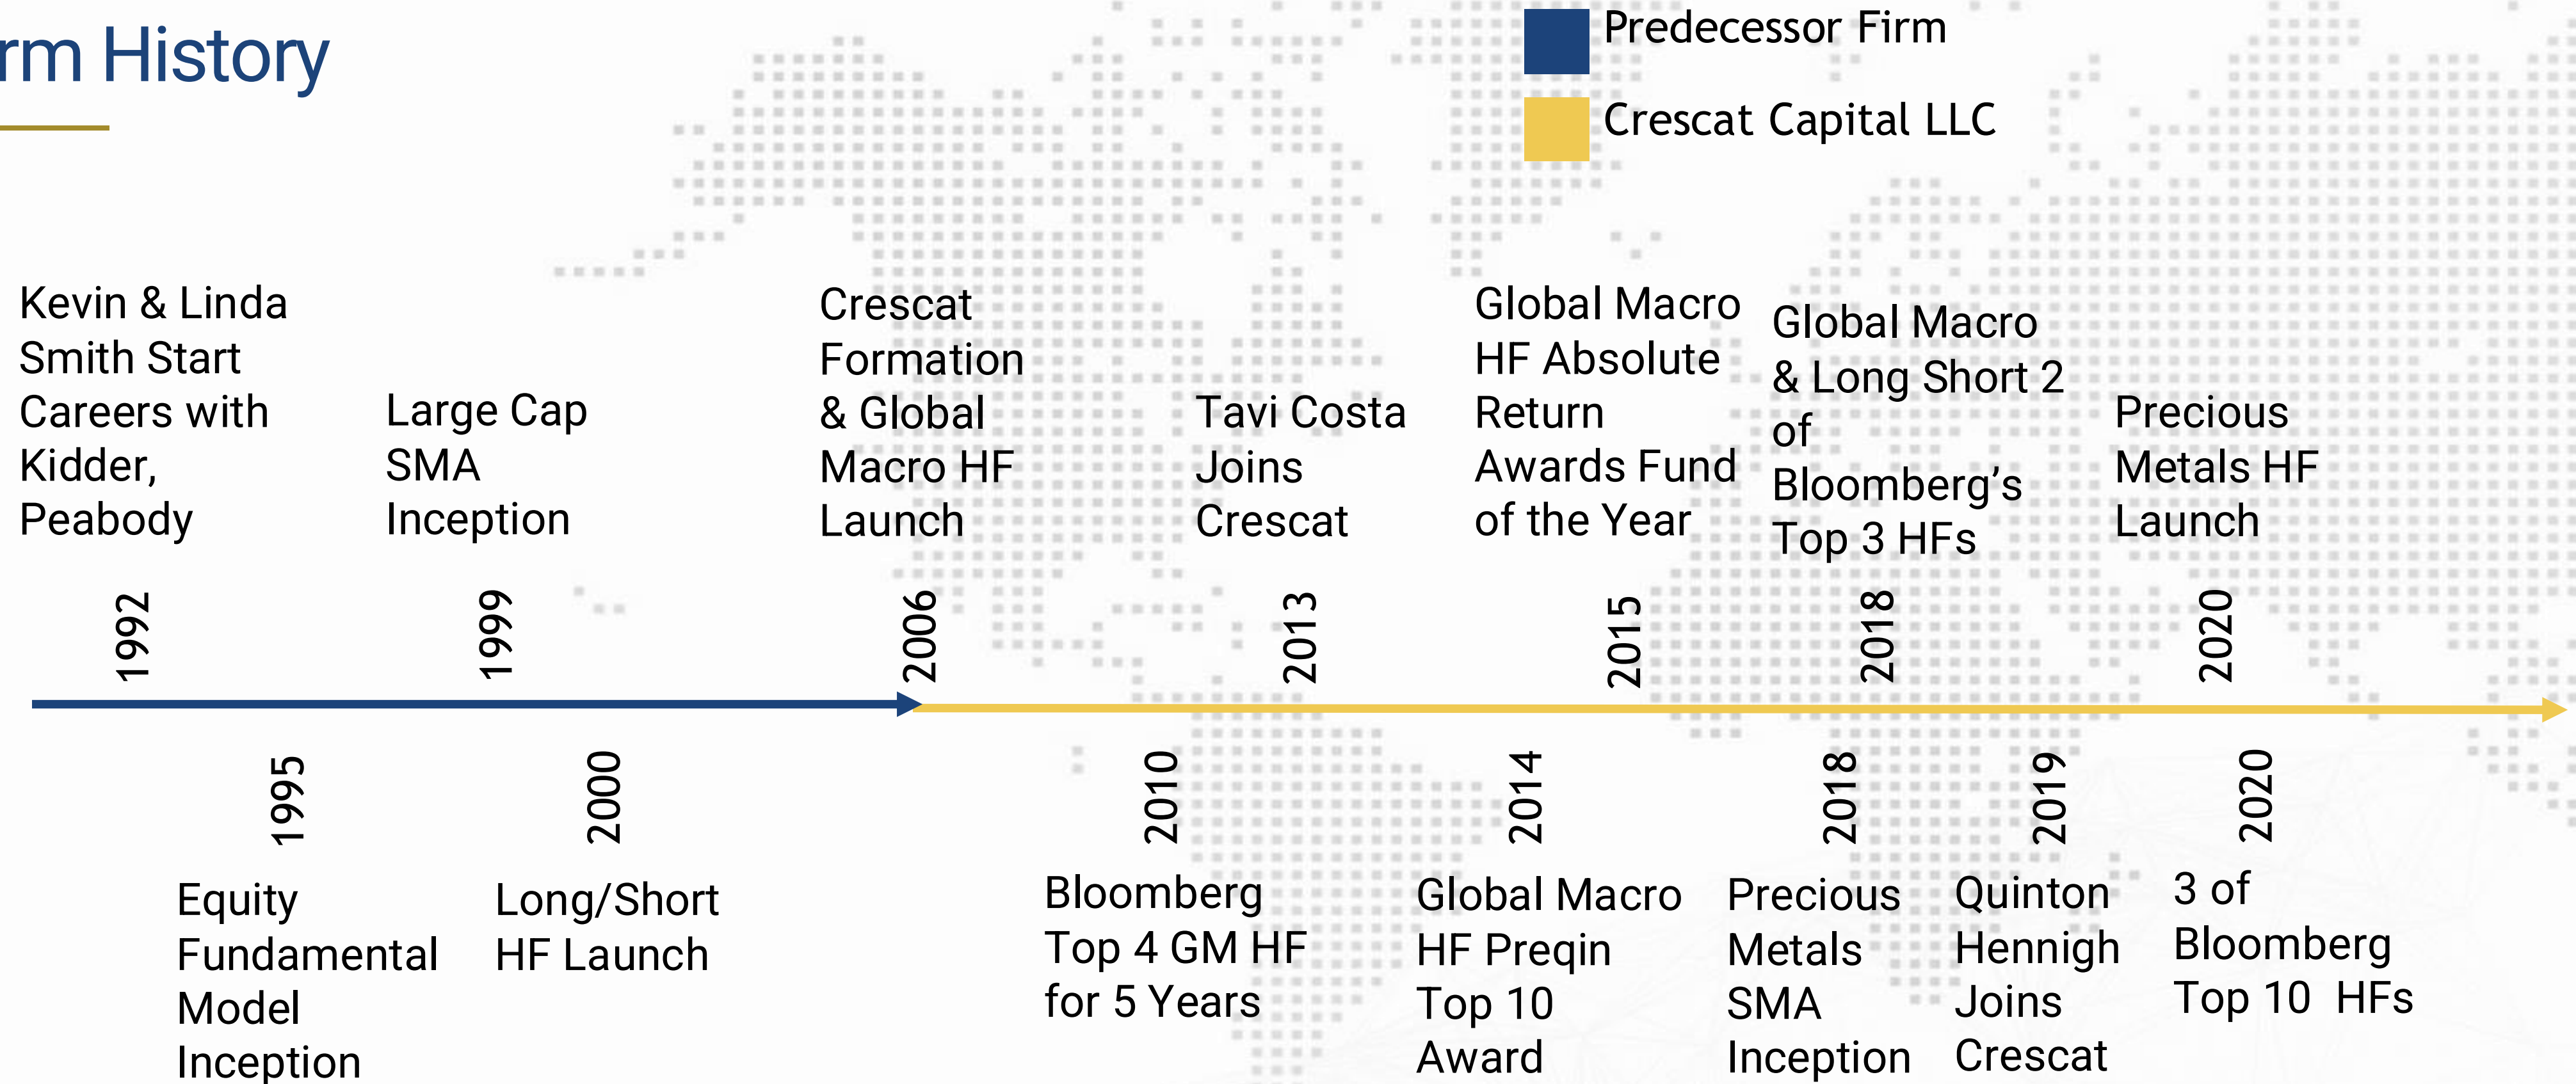 rm History
Predecessor Firm
Crescat Capital LLC
Kevin & Linda
Smith Start
Careers with
Kidder,
Peabody
Large Cap
SMA
Inception
Crescat
Formation
& Global
Macro HF
Launch
Tavi Costa
Joins
Crescat
Global Macro
HF Absolute
Return
Awards Fund
of the Year
Global Macro
& Long Short 2
of
Bloomberg’s
Top 3 HFs
Precious
Metals HF
Launch
1992
1999
2006
2013
2015
2018
2020
1995
2000
2010
2014
2018
2019
2020
Equity
Fundamental
Model
Inception
Long/Short
HF Launch
Bloomberg
Top 4 GM HF
for 5 Years
Global Macro
HF Preqin
Top 10
Award
Precious
Metals
SMA
Inception
Quinton
Hennigh
Joins
Crescat
3 of
Bloomberg
Top 10  HFs